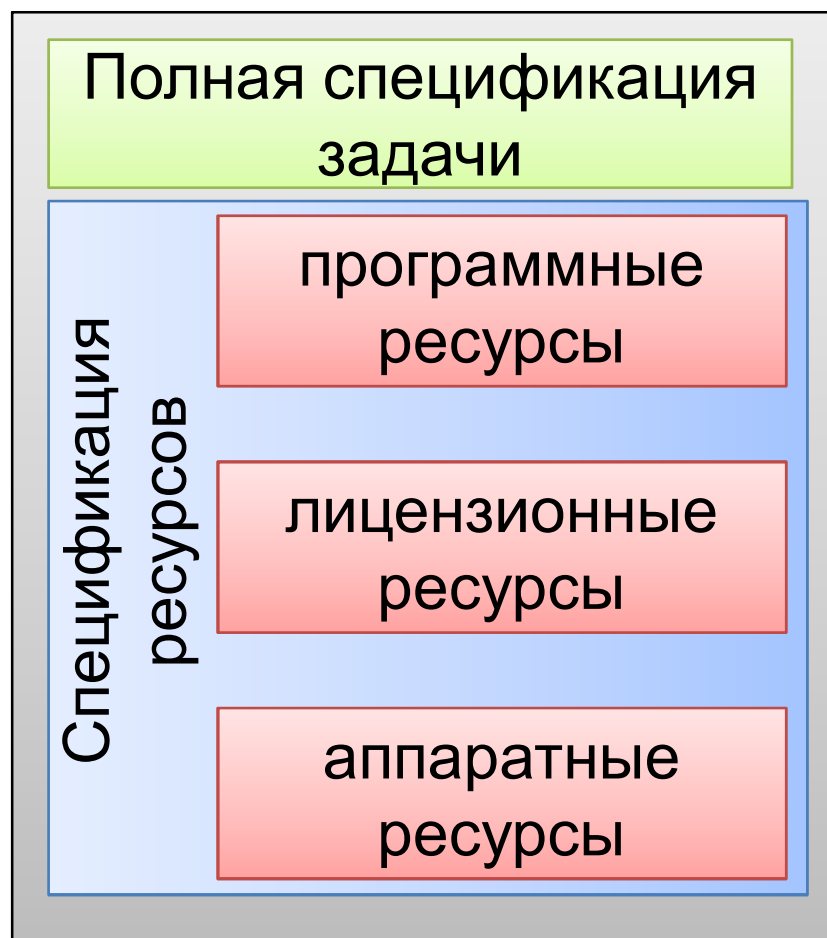 Полная спецификация
задачи
Спецификация
ресурсов
программные
ресурсы
лицензионные
ресурсы
аппаратные
ресурсы